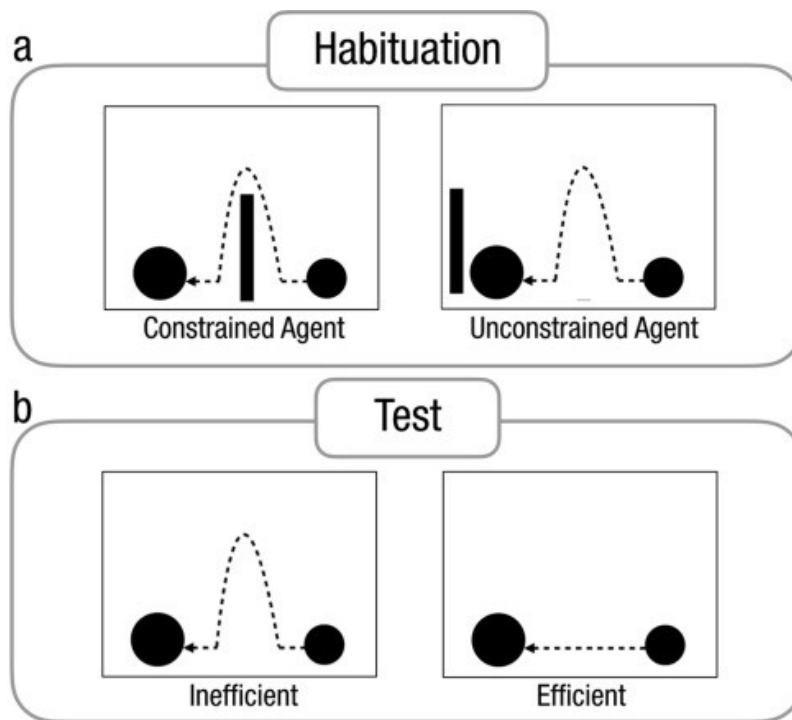 a
Habituation
Constrained Agent
Unconstrained Agent
b
Test
Inefficient
Efficient